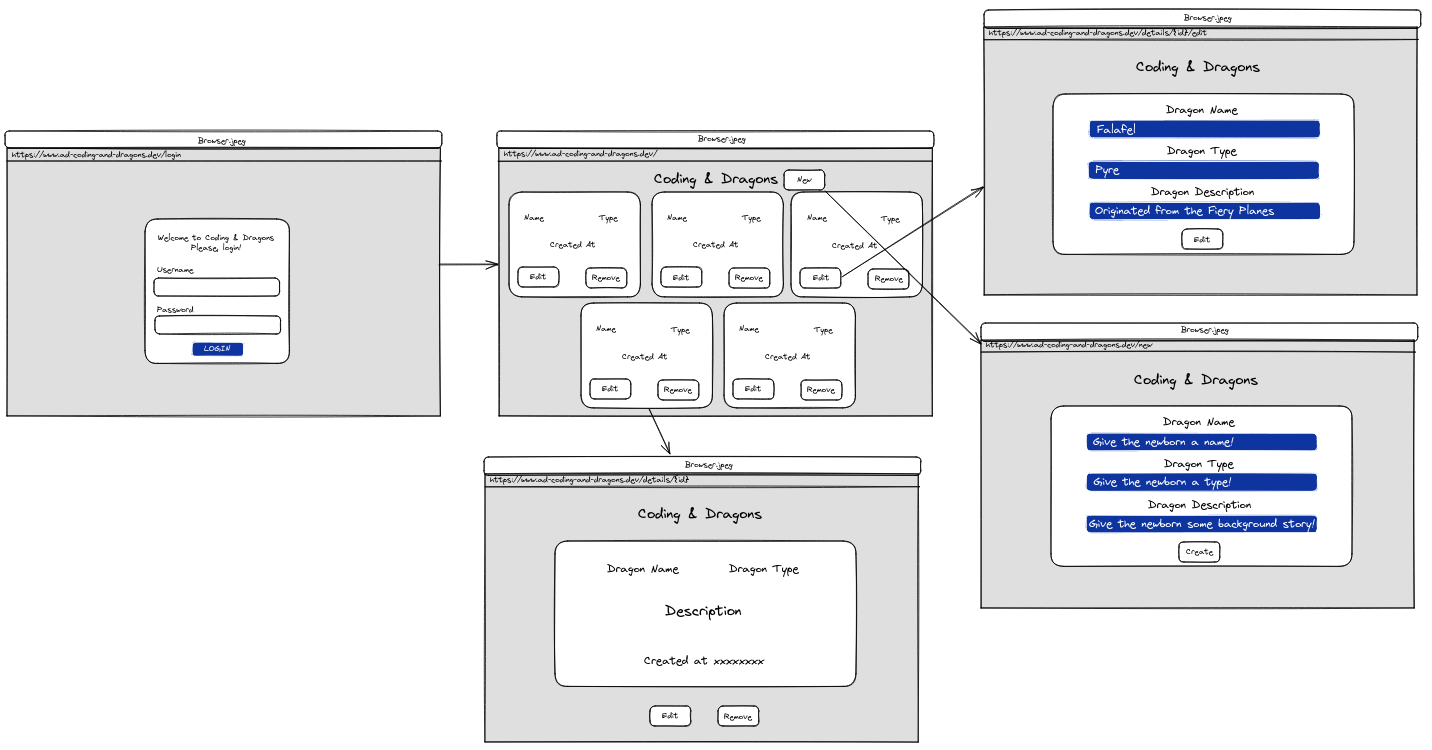 Browser.jpeg
https://www.ad-coding-and-dragons.dev/login
Welcome to Coding & Dragons
Please, login!
Username
Password
LOGIN
Browser.jpeg
https://www.ad-coding-and-dragons.dev/
Coding & Dragons
New
Name Type
Created At
Edit Remove
Name Type
Created At
Edit Remove
Name Type
Created At
Edit Remove
Name Type
Created At
Edit Remove
Name Type
Created At
Edit Remove
Browser.jpeg
https://www.ad-coding-and-dragons.dev/details/{id}/edit
Coding & Dragons
Dragon Name
Falafel
Dragon Type
Pyre
Dragon Description
Originated from the Fiery Planes
Edit
Browser.jpeg
https://www.ad-coding-and-dragons.dev/new
Coding & Dragons
Dragon Name
Give the newborn a name!
Dragon Type
Give the newborn a type!
Dragon Description
Give the newborn some background story!
Create
Browser.jpeg
https://www.ad-coding-and-dragons.dev/details/{id}
Coding & Dragons
Dragon Name Dragon Type
Description
Created at xxxxxxxx
Edit Remove